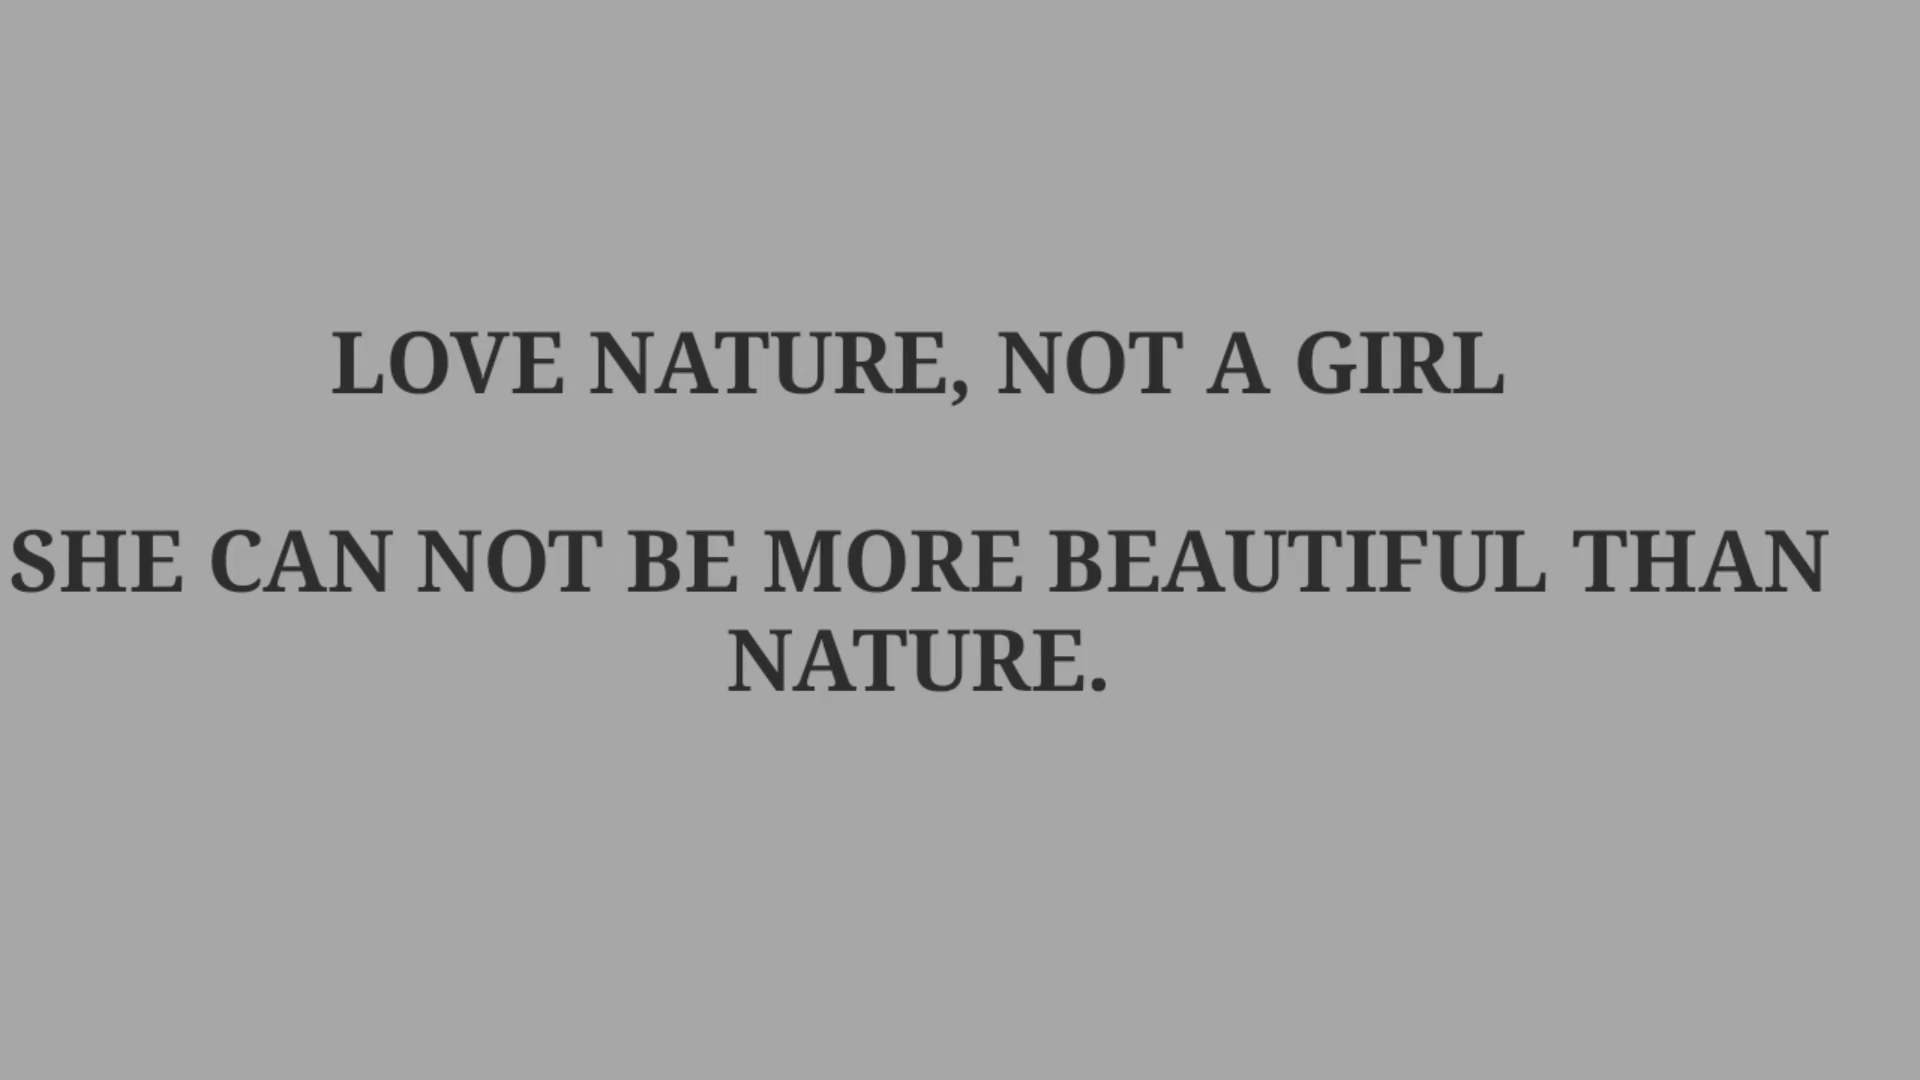 LOVE NATURE, NOT A GIRL
SHE CAN NOT BE MORE BEAUTIFUL THAN
NATURE.